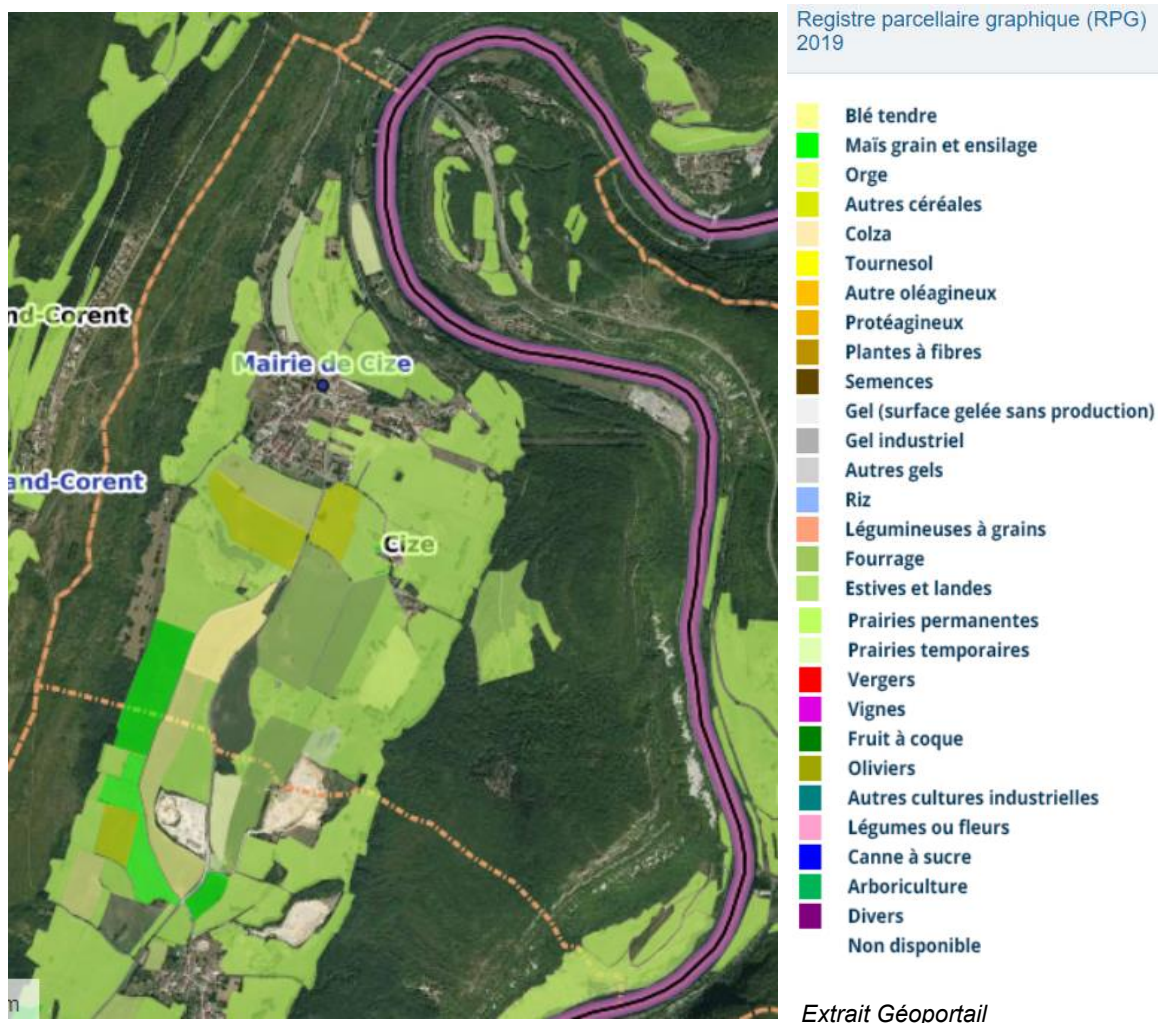 nd-Corent
Mairie de Cize
and-Corent
Cize
m
Registre parcellaire graphique (RPG)
2019
Blé tendre
Maïs grain et ensilage
Orge
Autres céréales
Colza
Tournesol
Autre oléagineux
Protéagineux
Plantes à fibres
Semences
Gel (surface gelée sans production)
Gel industriel
Autres gels
Riz
Légumineuses à grains
Fourrage
Estives et landes
Prairies permanentes
Prairies temporaires
Vergers
Vignes
Fruit à coque
Oliviers
Autres cultures industrielles
Légumes ou fleurs
Canne à sucre
Arboriculture
Divers
Non disponible
Extrait Géoportail